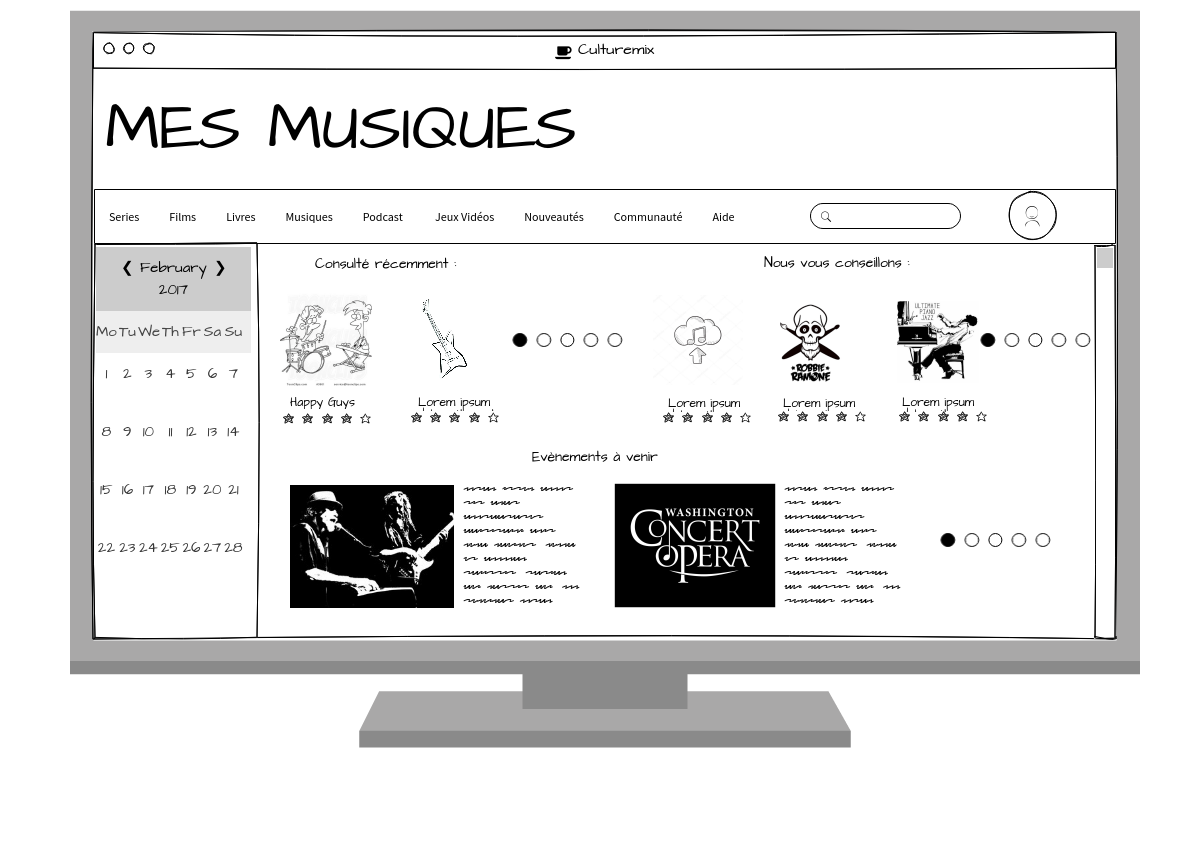 Culturemix
MES MUSIQUES
Series Films Livres Musiques Podcast Jeux Vidéos Nouveautés Communauté Aide
❮ February ❯
2017
Mo Tu We Th Fr Sa Su
1 2 3 4 5 6 7
8 9 10 11 12 13 14
15 16 17 18 19 20 21
22 23 24 25 26 27 28
Consulté récemment :
Happy Guys
Lorem ipsum
Nous vous conseillons :
ROBBIE
RAMONE
ULTIMATE
PIANO
JAZZ
Lorem ipsum
Lorem ipsum
Lorem ipsum
Evènements à venir
WASHINGTON
CONCERT
OPERA